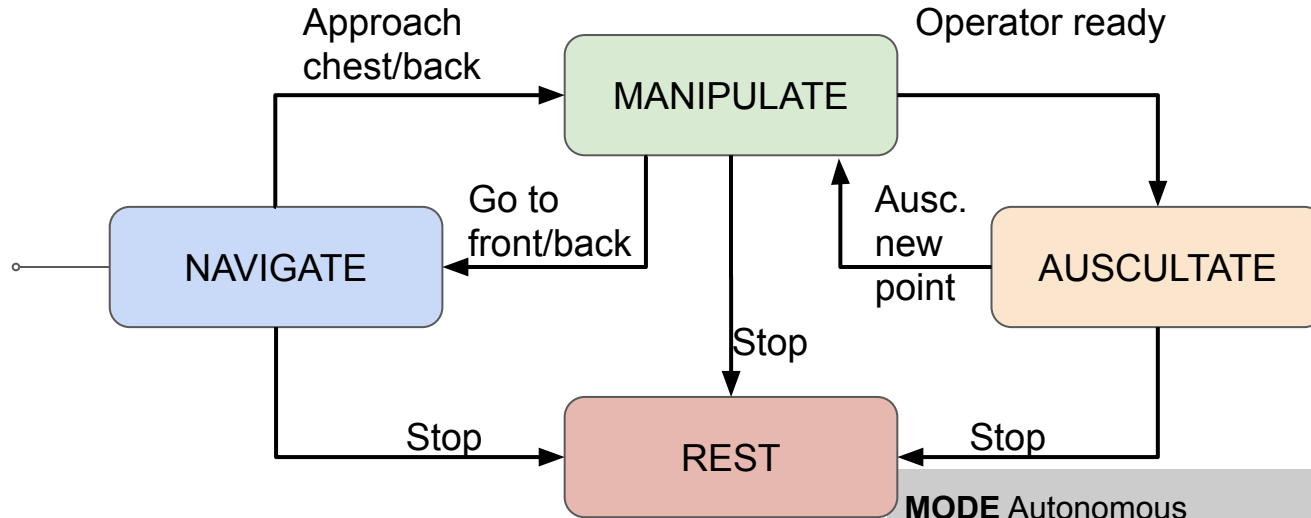 Approach
chest/back
Operator ready
MANIPULATE
Go to
front/back
Ausc.
new
point
NAVIGATE
AUSCULTATE
Stop
Stop
Stop
REST
MODE Autonomous